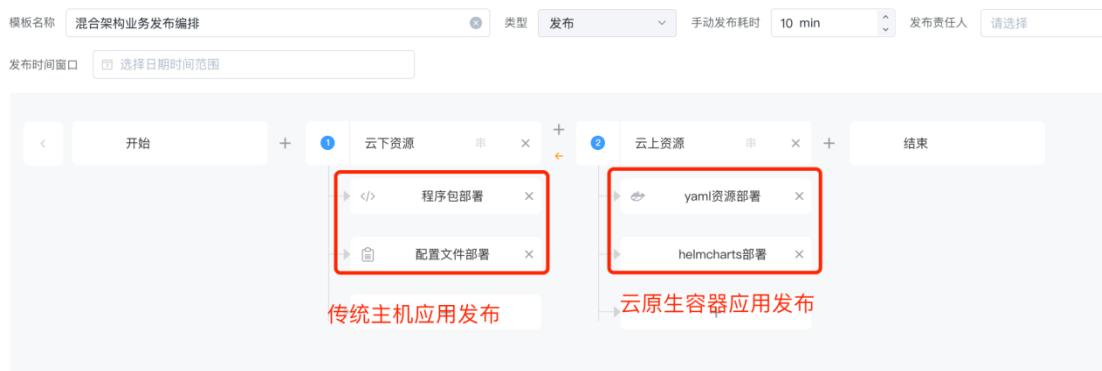 模板名称 混合架构业务发布编排 类型 发布 手动发布耗时 10 min 发布责任人 请选择
发布时间窗口 选择日期时间范围
开始 1 云下资源 串 2 云上资源 串 结束
程序包部署 yaml资源部署
配置文件部署 helmcharts部署
传统主机应用发布 云原生容器应用发布